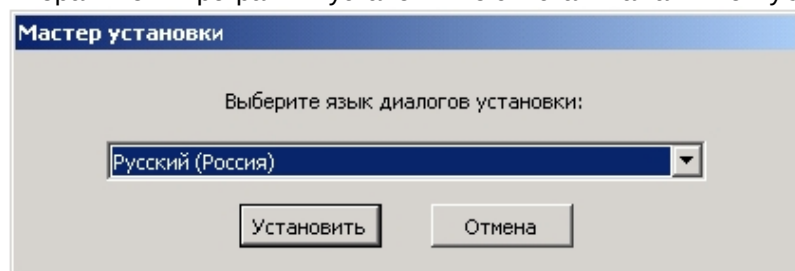 Мастер установки
Выберите язык диалогов установки:
Русский (Россия)
Установить Отмена